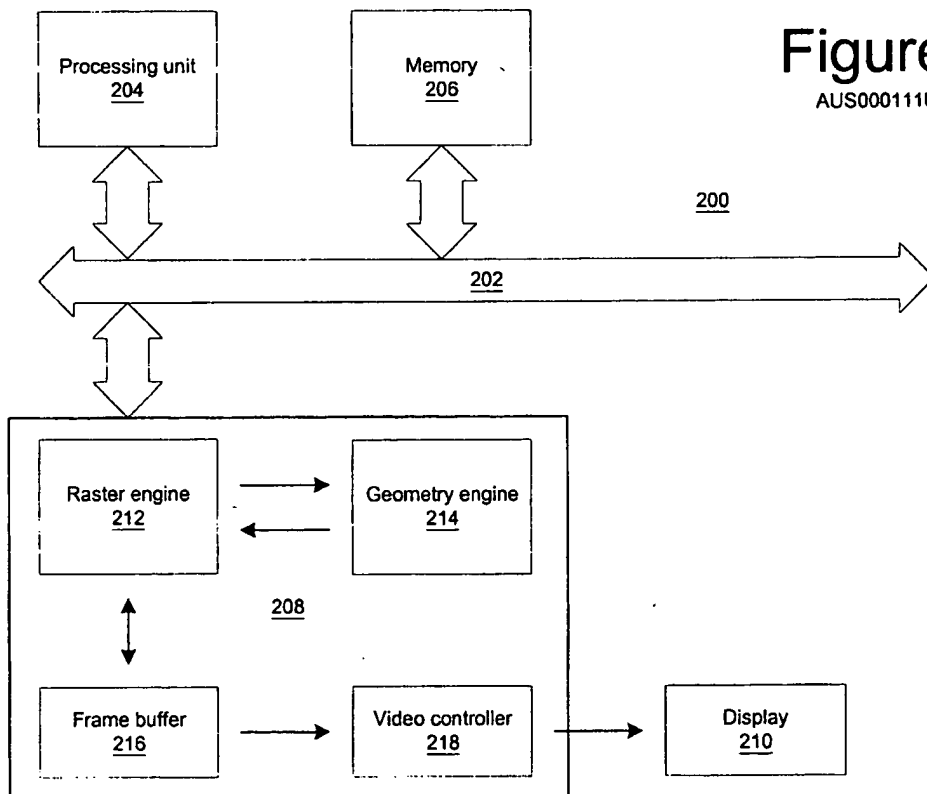 Processing unit
204
Memory
206
Figure
AUS000111U
200
202
Raster engine
212
Geometry engine
214
208
Frame buffer
216
Video controller
218
Display
210